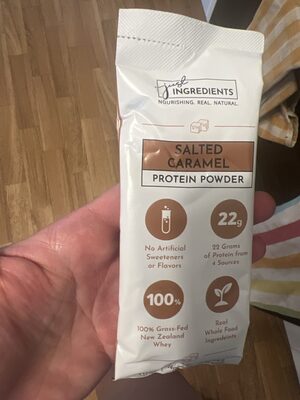 just
INGREDIENTS
NOURISHING. REAL. NATURAL.
SALTED
CARAMEL
PROTEIN POWDER
No Artificial
Sweeteners
or Flavors
22g
22 Grams
of Protein from
4 Sources
100%
100% Grass-Fed
New Zealand
Whey
Real
Whole Food
Ingredients